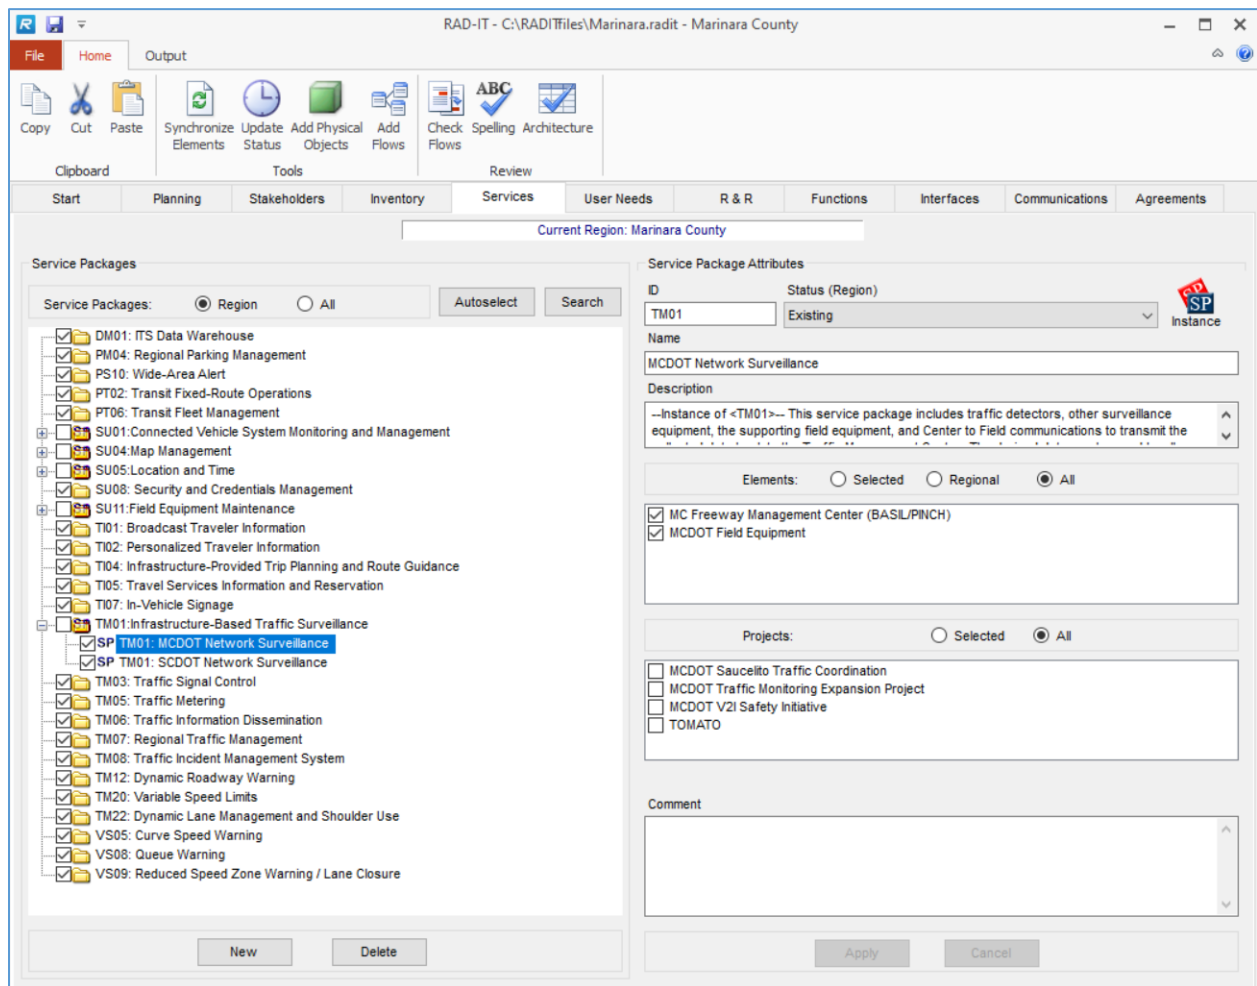 RAD-IT - C:\RADITfiles\Marinara.radit - Marinara County
File Home Output
Copy Cut Paste Synchronize Elements Update Status Add Physical Objects Add Flows Check Flows ABC Spelling Architecture
Clipboard Tools Review
Start Planning Stakeholders Inventory Services User Needs R & R Functions Interfaces Communications Agreements
Current Region: Marinara County
Service Packages
Service Packages: Region All Autoselect Search
DM01: ITS Data Warehouse
PM04: Regional Parking Management
PS10: Wide-Area Alert
PT02: Transit Fixed-Route Operations
PT06: Transit Fleet Management
SU01:Connected Vehicle System Monitoring and Management
SU04:Map Management
SU05:Location and Time
SU08: Security and Credentials Management
SU11:Field Equipment Maintenance
TI01: Broadcast Traveler Information
TI02: Personalized Traveler Information
TI04: Infrastructure-Provided Trip Planning and Route Guidance
TI05: Travel Services Information and Reservation
TI07: In-Vehicle Signage
TM01:Infrastructure-Based Traffic Surveillance
SP TM01: MCDOT Network Surveillance
SP TM01: SCDOT Network Surveillance
TM03: Traffic Signal Control
TM05: Traffic Metering
TM06: Traffic Information Dissemination
TM07: Regional Traffic Management
TM08: Traffic Incident Management System
TM12: Dynamic Roadway Warning
TM20: Variable Speed Limits
TM22: Dynamic Lane Management and Shoulder Use
VS05: Curve Speed Warning
VS08: Queue Warning
VS09: Reduced Speed Zone Warning / Lane Closure
New Delete
Service Package Attributes
ID Status (Region)
TM01 Existing
SP
Instance
Name
MCDOT Network Surveillance
Description
--Instance of <TM01>-- This service package includes traffic detectors, other surveillance
equipment, the supporting field equipment, and Center to Field communications to transmit the
Elements: Selected Regional All
MC Freeway Management Center (BASIL/PINCH)
MCDOT Field Equipment
Projects: Selected All
MCDOT Saucelito Traffic Coordination
MCDOT Traffic Monitoring Expansion Project
MCDOT V2I Safety Initiative
TOMATO
Comment
Apply Cancel